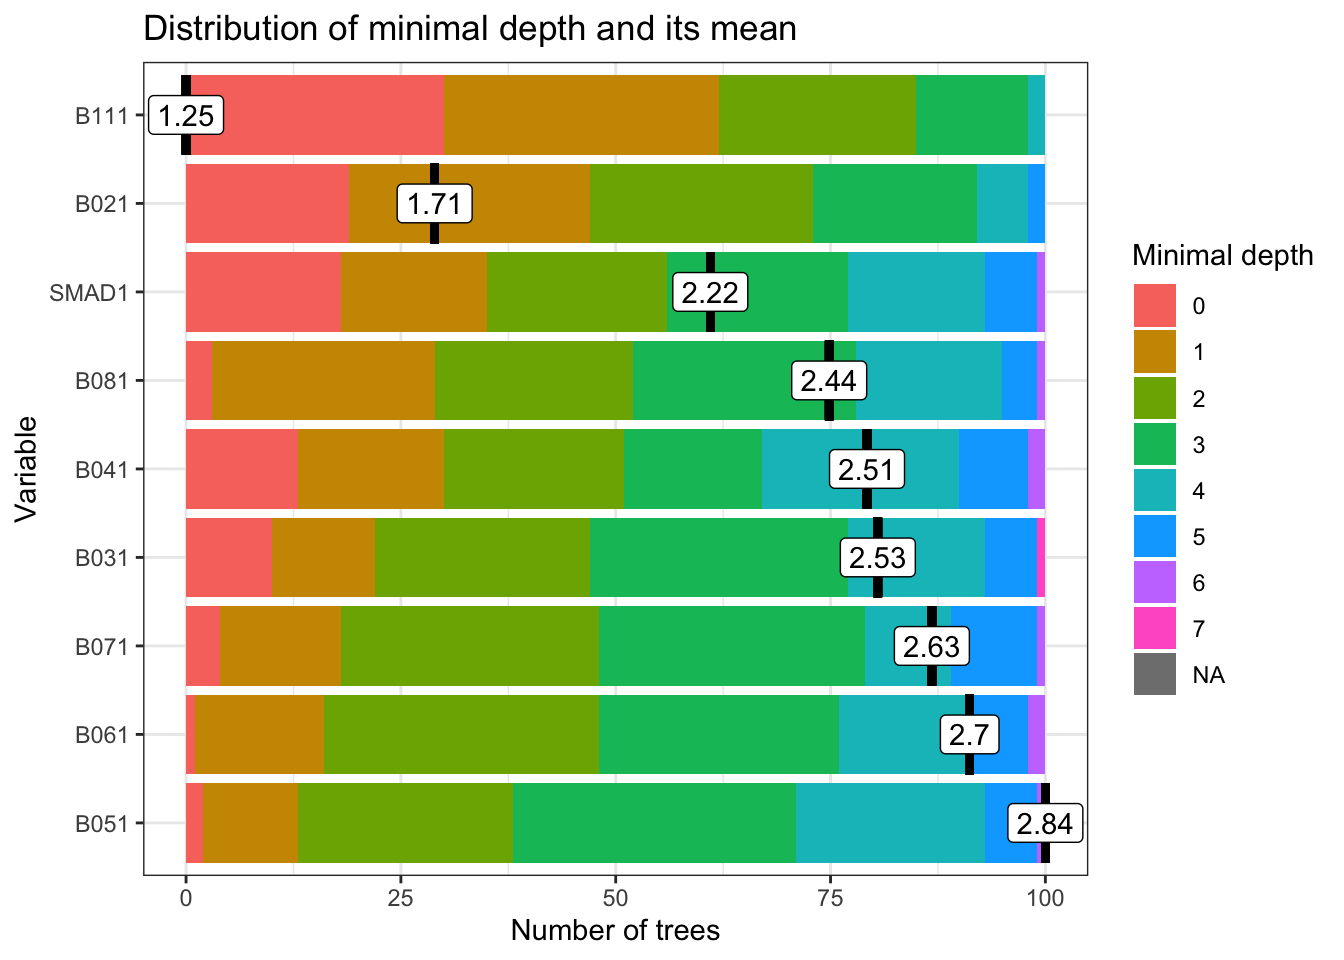 Distribution of minimal depth and its mean
Variable
B111
1.25
B021
1.71
SMAD1
2.22
B081
2.44
B041
2.51
B031
2.53
B071
2.63
B061
2.7
B051
2.84
0 25 50 75 100
Number of trees
Minimal depth
0
1
2
3
4
5
6
7
NA